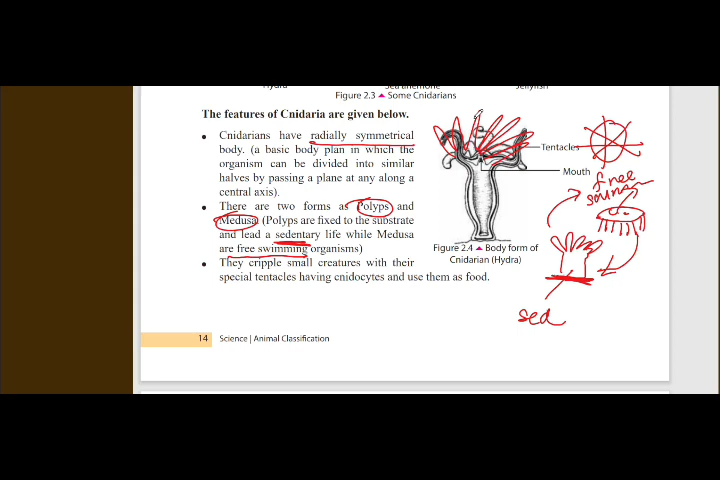 Hydra
Sea anemone
Jellyfish
Figure 2.3 ▲ Some Cnidarians
The features of Cnidaria are given below.
• Cnidarians have radially symmetrical
body. (a basic body plan in which the
organism can be divided into similar
halves by passing a plane at any along a
central axis).
• There are two forms as Polyps and
Medusa (Polyps are fixed to the substrate
and lead a sedentary life while Medusa
are free swimming organisms)
• They cripple small creatures with their
special tentacles having cnidocytes and use them as food.
Tentacles
Mouth
Figure 2.4 ▲ Body form of
Cnidarian (Hydra)
free
sed
14 Science | Animal Classification